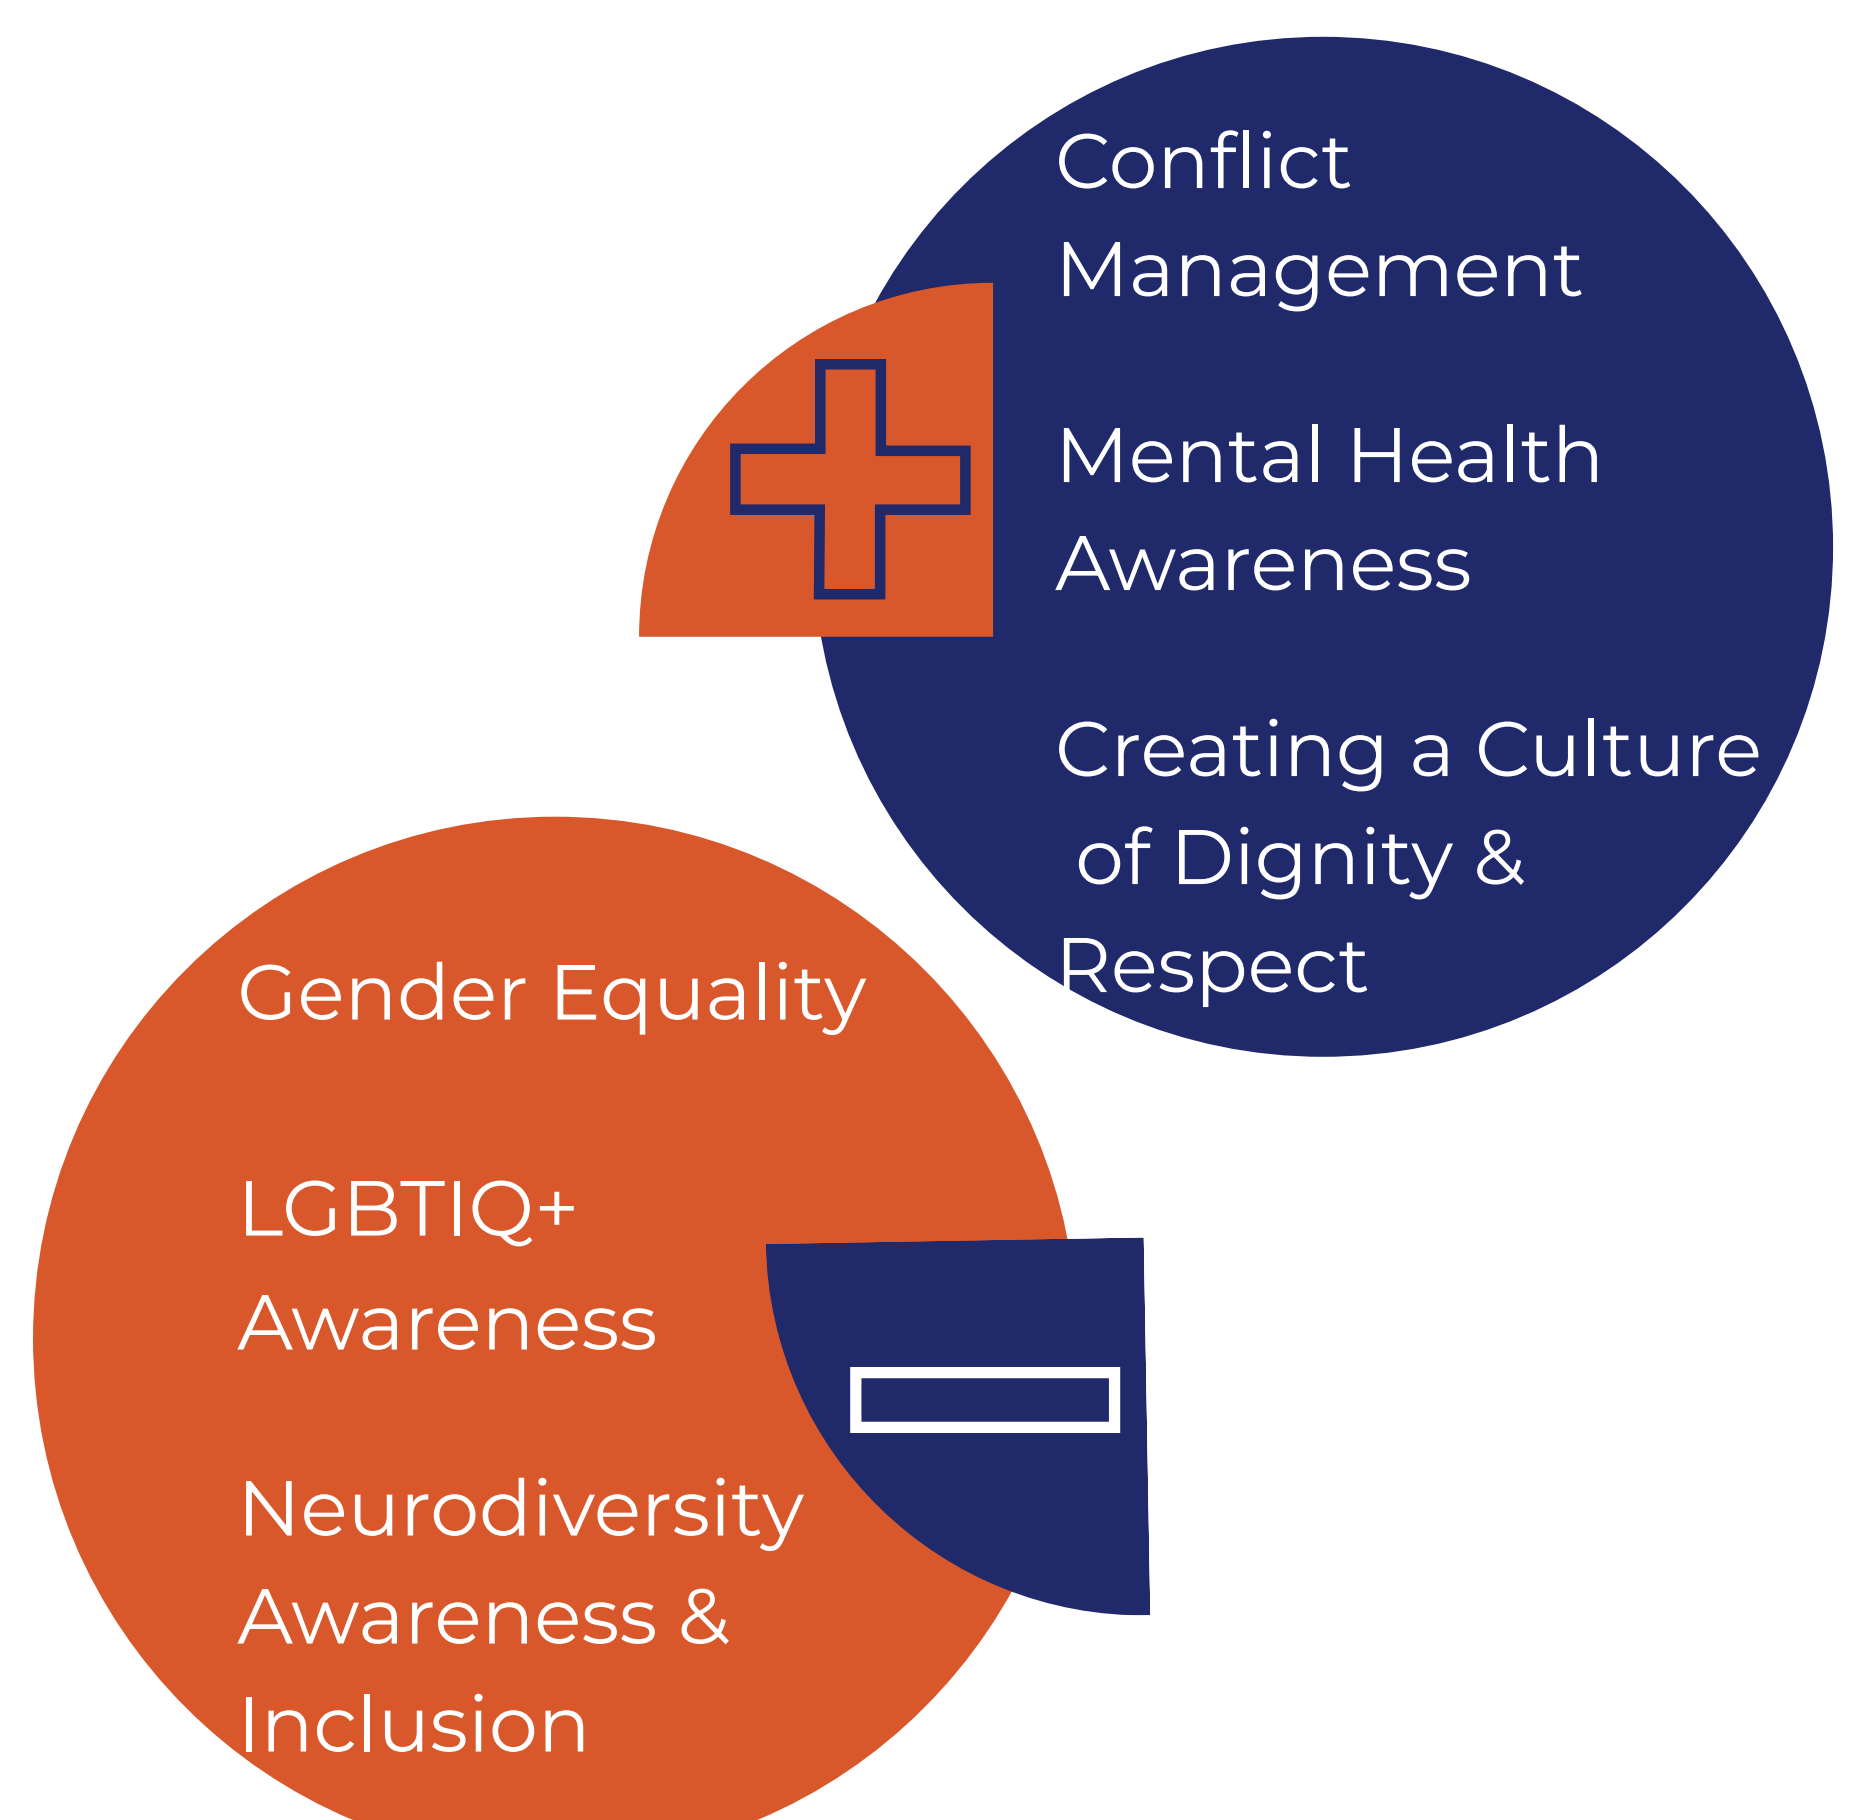 Conflict
Management
Mental Health
Awareness
Creating a Culture
of Dignity &
Respect
Gender Equality
LGBTIQ+
Awareness
Neurodiversity
Awareness &
Inclusion